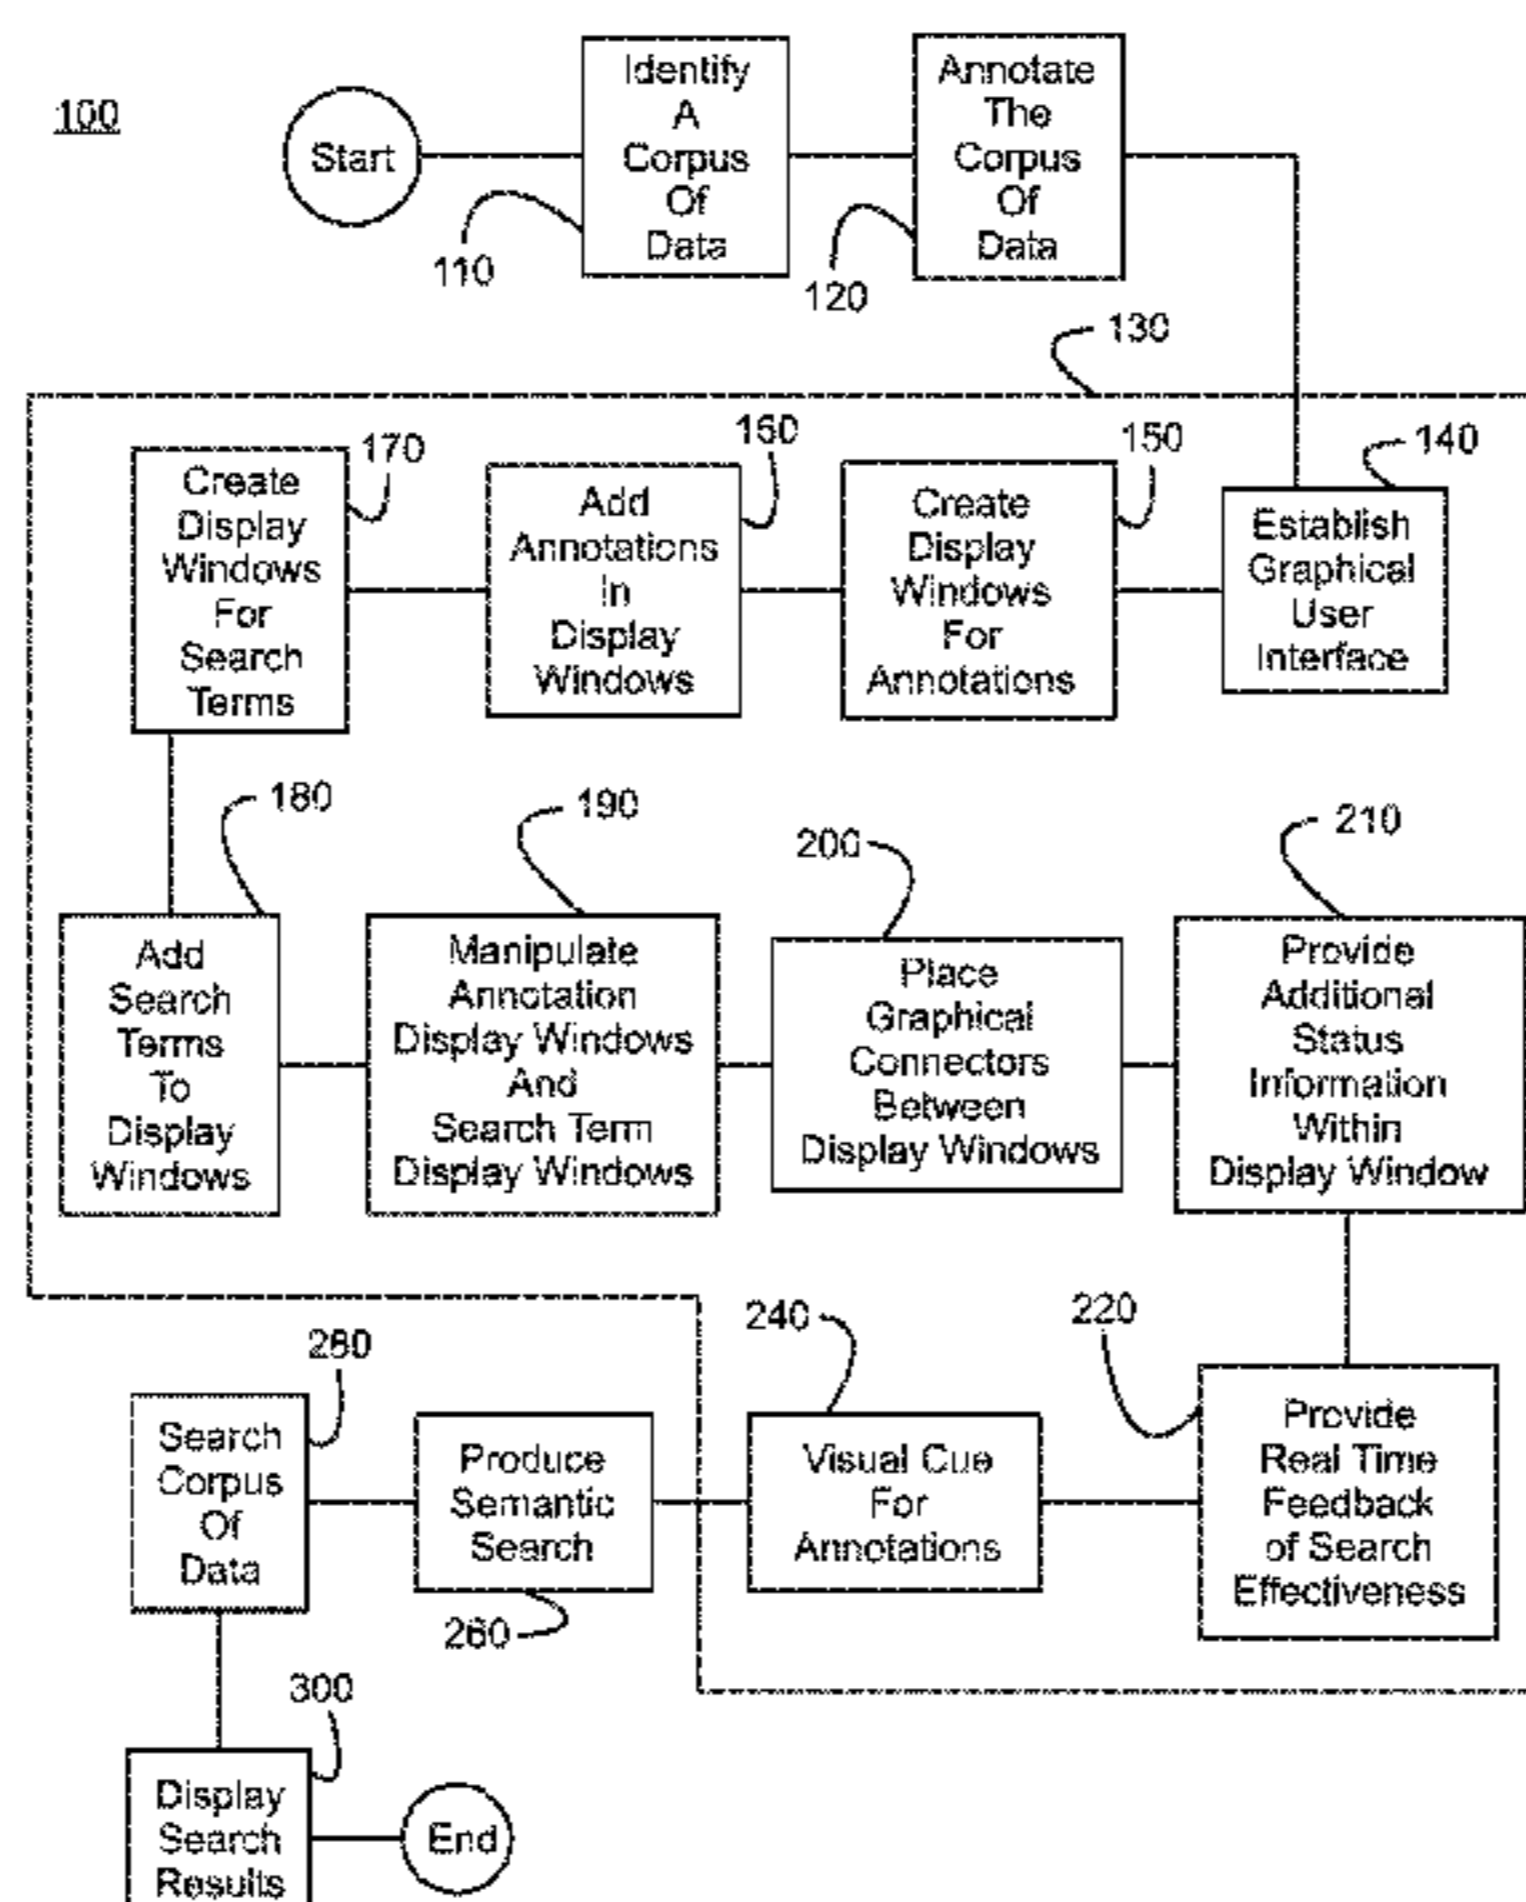 100
Start
Identify
A
Corpus
Of
Data
110
Annotate
The
Corpus
Of
Data
120
130
140
Establish
Graphical
User
Interface
150
Create
Display
Windows
For
Annotations
160
Add
Annotations
In
Display
Windows
170
Create
Display
Windows
For
Search
Terms
180
Add
Search
Terms
To
Display
Windows
190
Manipulate
Annotation
Display Windows
And
Search Term
Display Windows
200
Place
Graphical
Connectors
Between
Display Windows
210
Provide
Additional
Status
Information
Within
Display Window
220
Provide
Real Time
Feedback
of Search
Effectiveness
240
Visual Cue
For
Annotations
Produce
Semantic
Search
260
280
Search
Corpus
Of
Data
300
Display
Search
Results
End